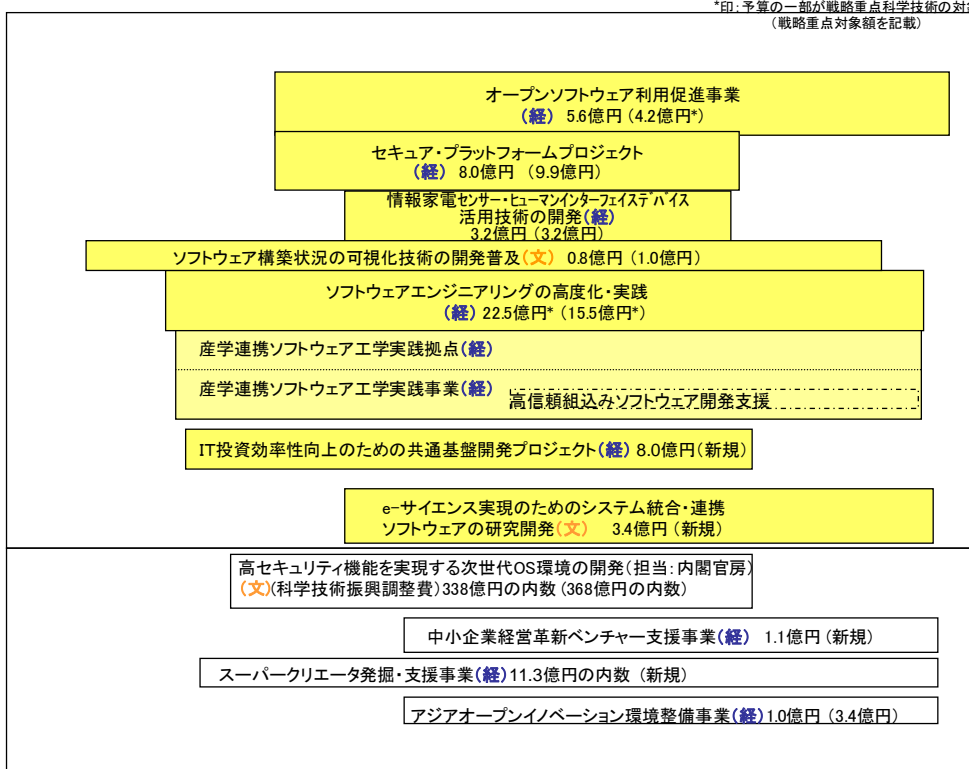 *印：予算の一部が戦略重点科学技術の対象
（戦略重点対象額を記載）
オープンソフトウェア利用促進事業
（経） 5.6億円（4.2億円*）
セキュア・プラットフォームプロジェクト
（経） 8.0億円 （9.9億円）
情報家電センサー・ヒューマンインターフェイスデバイス
活用技術の開発（経）
3.2億円（3.2億円）
ソフトウェア構築状況の可視化技術の開発普及（文） 0.8億円（1.0億円）
ソフトウェアエンジニアリングの高度化・実践
（経） 22.5億円*（15.5億円*）
産学連携ソフトウェア工学実践拠点（経）
産学連携ソフトウェア工学実践事業（経）
高信頼組込みソフトウェア開発支援
IT投資効率性向上のための共通基盤開発プロジェクト（経） 8.0億円（新規）
e-サイエンス実現のためのシステム統合・連携
ソフトウェアの研究開発（文） 3.4億円（新規）
高セキュリティ機能を実現する次世代OS環境の開発（担当：内閣官房）
（文）（科学技術振興調整費）338億円の内数（368億円の内数）
中小企業経営革新ベンチャー支援事業（経） 1.1億円（新規）
スーパークリエータ発掘・支援事業（経）11.3億円の内数 （新規）
アジアオープンイノベーション環境整備事業（経）1.0億円（3.4億円）